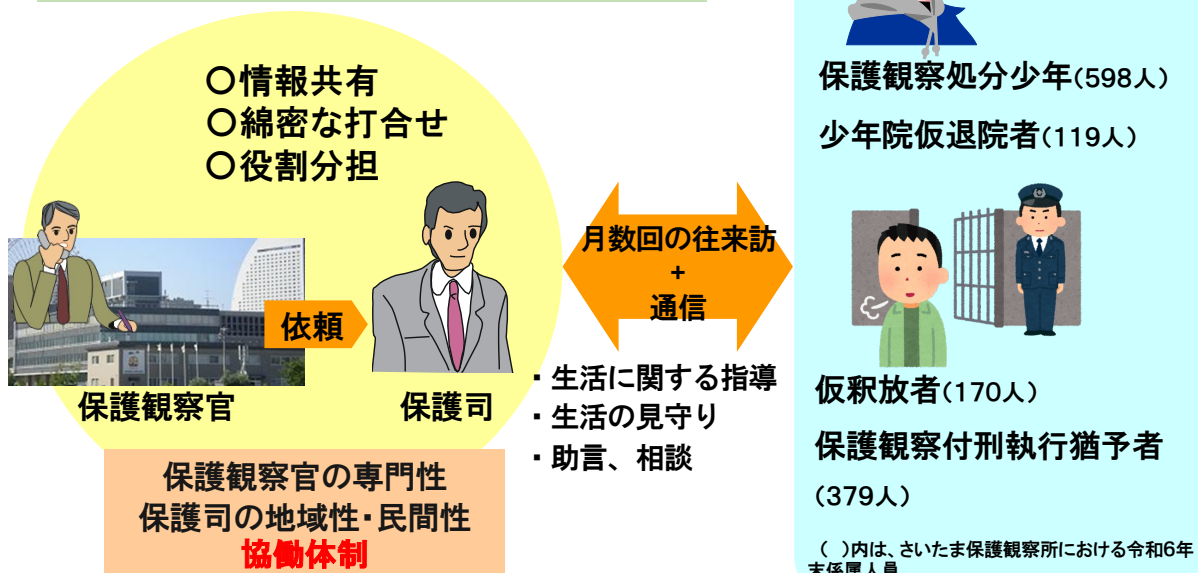 〇情報共有
〇綿密な打合せ
〇役割分担
依頼
保護観察官
保護司
保護観察官の専門性
保護司の地域性・民間性
協働体制
月数回の往来訪
+
通信
・生活に関する指導
・生活の見守り
・助言、相談
保護観察処分少年(598人)
少年院仮退院者(119人)
仮釈放者(170人)
保護観察付刑執行猶予者
(379人)
( )内は、さいたま保護観察所における令和6年
末係属人員